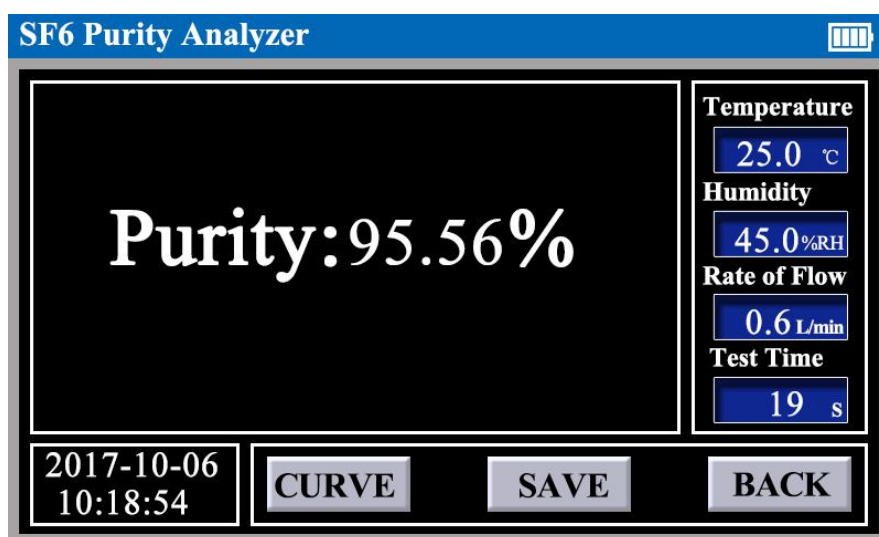 SF6 Purity Analyzer
Purity:95.56%
Temperature
25.0 ℃
Humidity
45.0%RH
Rate of Flow
0.6 L/min
Test Time
19 s
2017-10-06
10:18:54
CURVE
SAVE
BACK